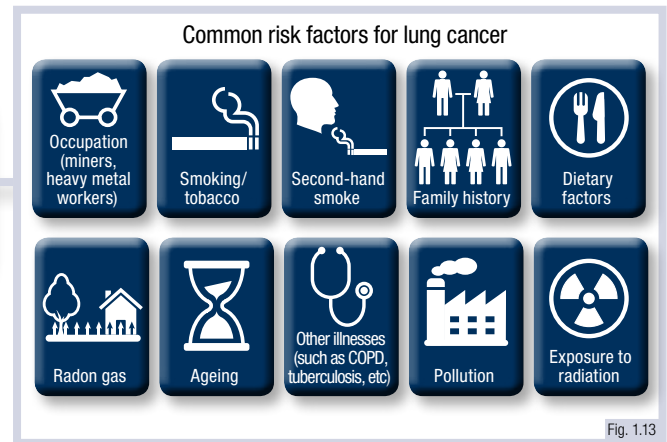 Common risk factors for lung cancer
Occupation
(miners,
heavy metal
workers)
Smoking/
tobacco
Second-hand
smoke
Family history
Dietary
factors
Radon gas
Ageing
Other illnesses
(such as COPD,
tuberculosis, etc)
Pollution
Exposure to
radiation
Fig. 1.13